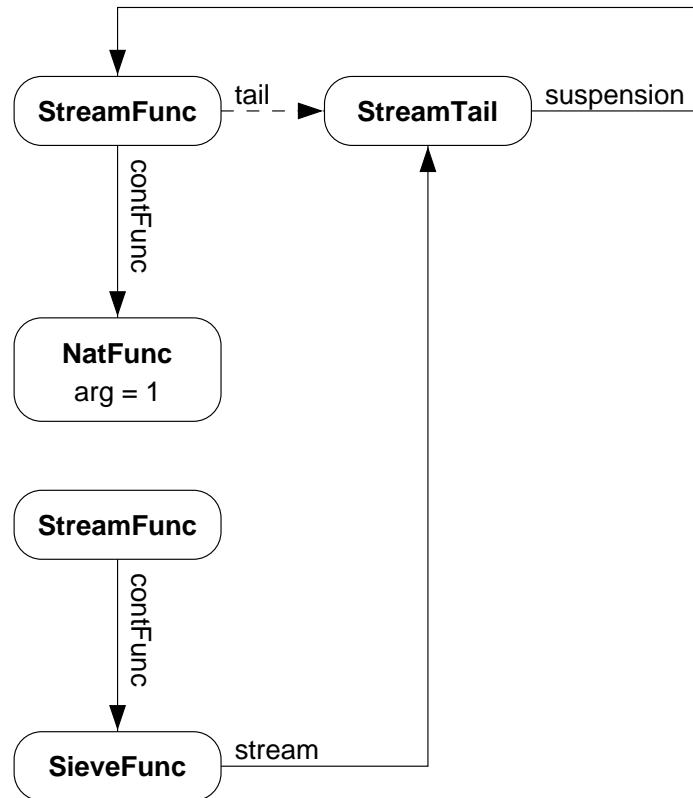 StreamFunc
tail
StreamTail
suspension
contFunc
NatFunc
arg = 1
StreamFunc
contFunc
SieveFunc
stream